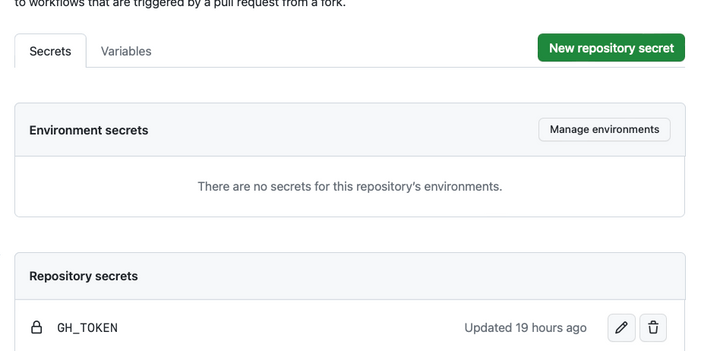 to workflows that are triggered by a pull request from a fork.
Secrets
Variables
New repository secret
Environment secrets
Manage environments
There are no secrets for this repository's environments.
Repository secrets
GH_TOKEN
Updated 19 hours ago